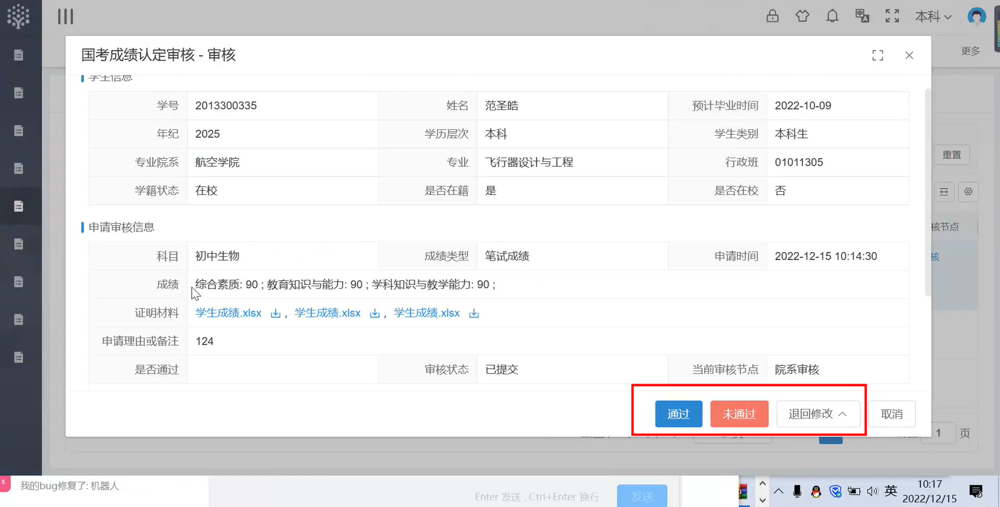 本科
更多
国考成绩认定审核 - 审核
学生信息
学号 2013300335 姓名 范圣皓 预计毕业时间 2022-10-09
年纪 2025 学历层次 本科 学生类别 本科生
专业院系 航空学院 专业 飞行器设计与工程 行政班 01011305
重置
学籍状态 在校 是否在籍 是 是否在校 否
申请审核信息
核节点
科目 初中生物 成绩类型 笔试成绩 申请时间 2022-12-15 10:14:30
核
成绩 综合素质: 90 ; 教育知识与能力: 90 ; 学科知识与教学能力: 90 ;
证明材料 学生成绩.xlsx , 学生成绩.xlsx , 学生成绩.xlsx
申请理由或备注 124
是否通过 审核状态 已提交 当前审核节点 院系审核
通过 未通过 退回修改 取消
1 页
5 我的bug修复了: 机器人
Enter 发送 , Ctrl+Enter 换行 发送
英
10:17
2022/12/15